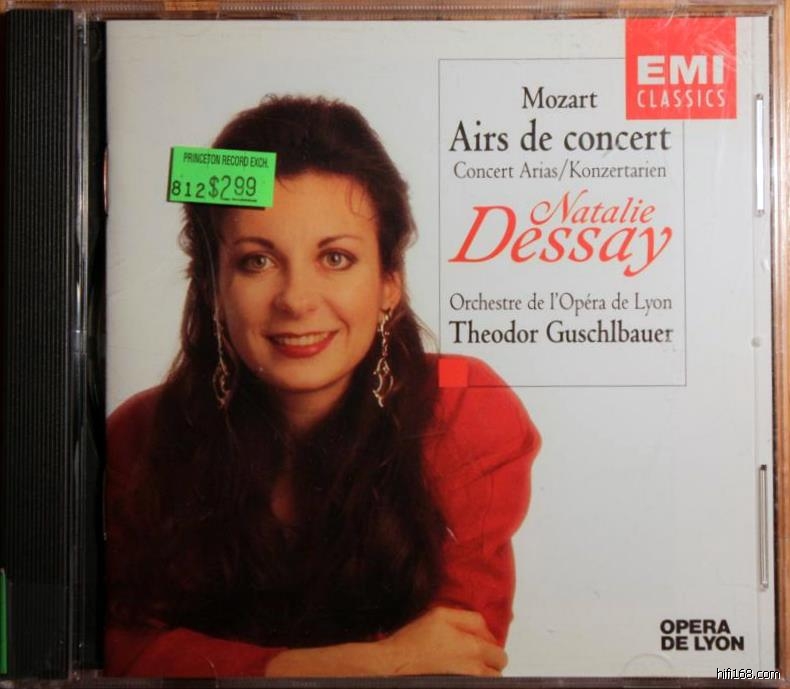 EMI
CLASSICS
Mozart
Airs de concert
Concert Arias/Konzertarien
Natalie
Dessay
Orchestre de l'Opéra de Lyon
Theodor Guschlbauer
PRINCETON RECORD EXCH.
812 $2.99
OPERA
DE LYON
hifi168.com